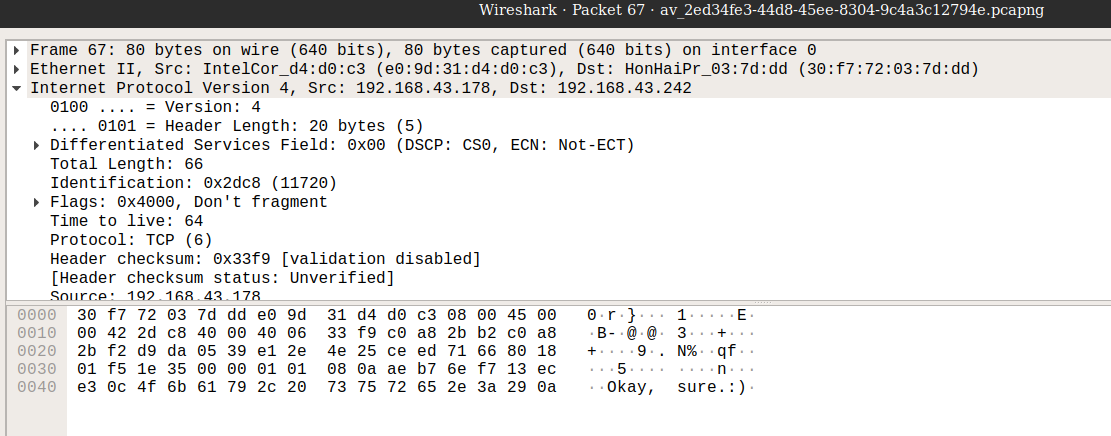 Wireshark · Packet 67 · av_2ed34fe3-44d8-45ee-8304-9c4a3c12794e.pcapng
Frame 67: 80 bytes on wire (640 bits), 80 bytes captured (640 bits) on interface 0
Ethernet II, Src: IntelCor_d4:d0:c3 (e0:9d:31:d4:d0:c3), Dst: HonHaiPr_03:7d:dd (30:f7:72:03:7d:dd)
Internet Protocol Version 4, Src: 192.168.43.178, Dst: 192.168.43.242
0100 .... = Version: 4
.... 0101 = Header Length: 20 bytes (5)
Differentiated Services Field: 0x00 (DSCP: CS0, ECN: Not-ECT)
Total Length: 66
Identification: 0x2dc8 (11720)
Flags: 0x4000, Don't fragment
Time to live: 64
Protocol: TCP (6)
Header checksum: 0x33f9 [validation disabled]
[Header checksum status: Unverified]
Source: 192.168.43.178
0000 30 f7 72 03 7d dd e0 9d 31 d4 d0 c3 08 00 45 00 0·r·}··· 1·····E·
0010 00 42 2d c8 40 00 40 06 33 f9 c0 a8 2b b2 c0 a8 ·B-·@·@· 3···+···
0020 2b f2 d9 da 05 39 e1 2e 4e 25 ce ed 71 66 80 18 +····9·. N%··qf··
0030 01 f5 1e 35 00 00 01 01 08 0a ae b7 6e f7 13 ec ···5···· ····n···
0040 e3 0c 4f 6b 61 79 2c 20 73 75 72 65 2e 3a 29 0a ··Okay, sure.:)·